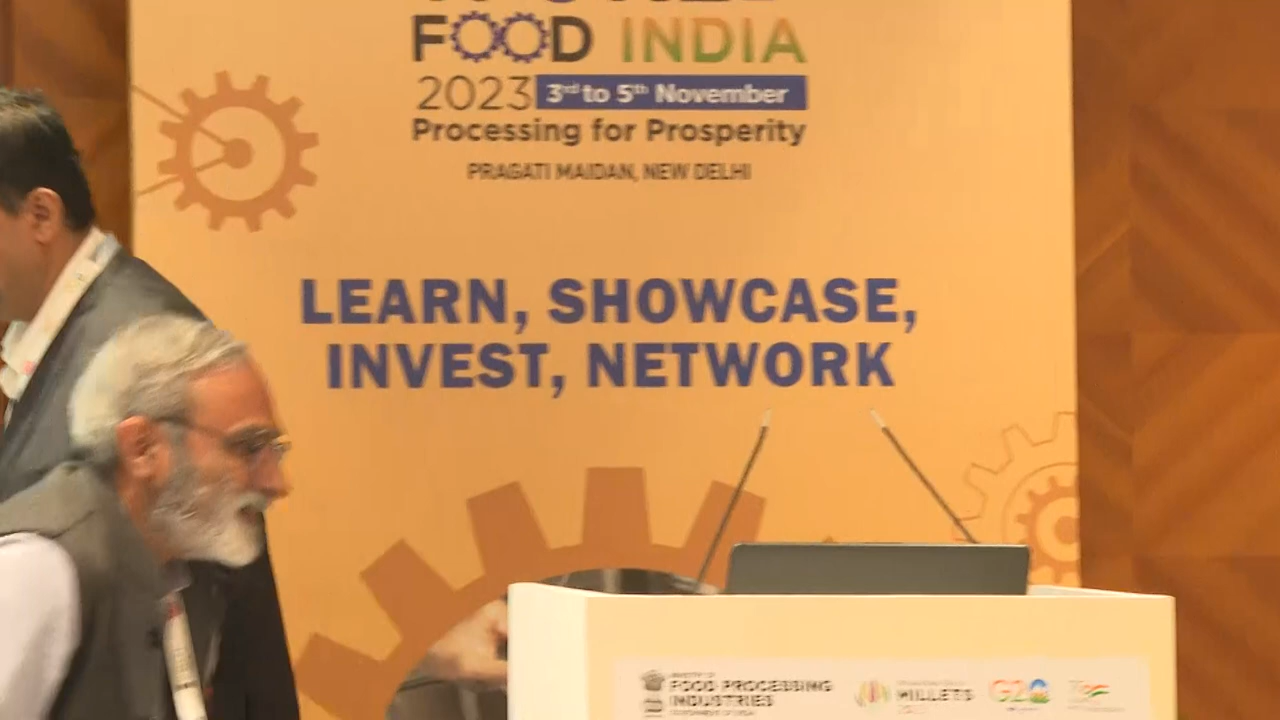 FOOD INDIA
2023 3rd to 5th November
Processing for Prosperity
PRAGATI MAIDAN, NEW DELHI
LEARN, SHOWCASE,
INVEST, NETWORK
FOOD PROCESSING
INDUSTRIES
MILLETS
G20